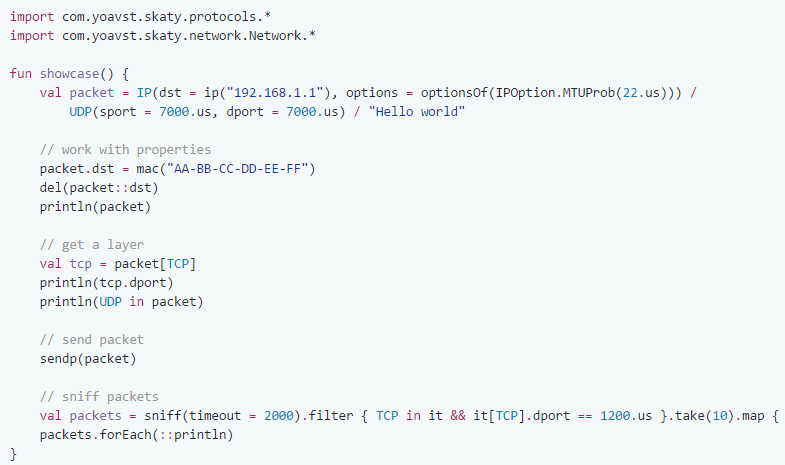 import com.yoavst.skaty.protocols.*
import com.yoavst.skaty.network.Network.*
fun showcase() {
val packet = IP(dst = ip("192.168.1.1"), options = optionsOf(IPOption.MTUProb(22.us))) /
UDP(sport = 7000.us, dport = 7000.us) / "Hello world"
// work with properties
packet.dst = mac("AA-BB-CC-DD-EE-FF")
del(packet::dst)
println(packet)
// get a layer
val tcp = packet[TCP]
println(tcp.dport)
println(UDP in packet)
// send packet
sendp(packet)
// sniff packets
val packets = sniff(timeout = 2000).filter { TCP in it && it[TCP].dport == 1200.us }.take(10).map {
packets.forEach(::println)
}